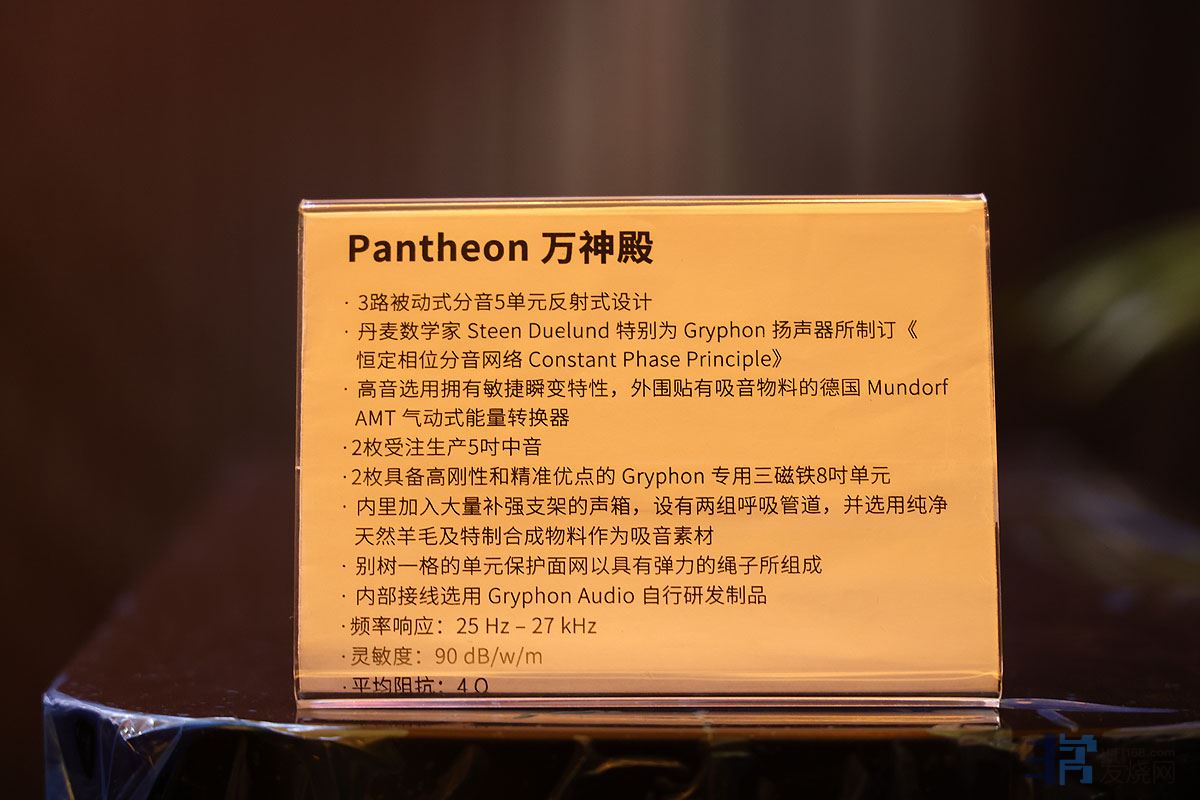 Pantheon 万神殿
· 3路被动式分音5单元反射式设计
· 丹麦数学家 Steen Duelund 特别为 Gryphon 扬声器所制订《
恒定相位分音网络 Constant Phase Principle》
· 高音选用拥有敏捷瞬变特性，外围贴有吸音物料的德国 Mundorf
AMT 气动式能量转换器
·2枚受注生产5吋中音
·2枚具备高刚性和精准优点的 Gryphon 专用三磁铁8吋单元
· 内里加入大量补强支架的声箱，设有两组呼吸管道，并选用纯净
天然羊毛及特制合成物料作为吸音素材
· 别树一格的单元保护面网以具有弹力的绳子所组成
· 内部接线选用 Gryphon Audio 自行研发制品
·频率响应：25 Hz – 27 kHz
·灵敏度：90 dB/w/m
·平均阻抗：4 Ω
HIFI168.com
发烧网